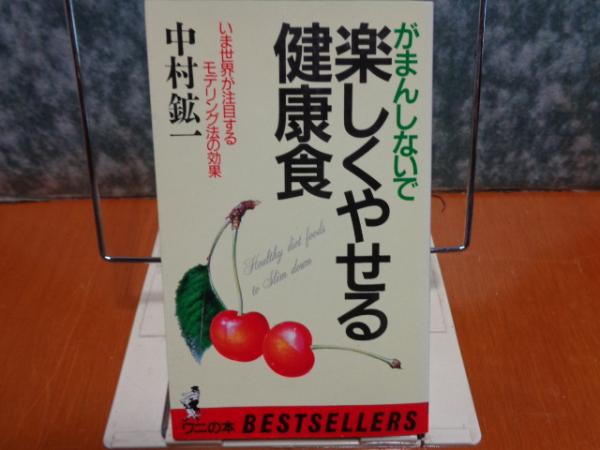 がまんしないで
楽しくやせる
健康食
いま世界が注目する
モデリング法の効果
中村鉱一
Healthy diet foods
to Slim down
ワニの本 BESTSELLERS